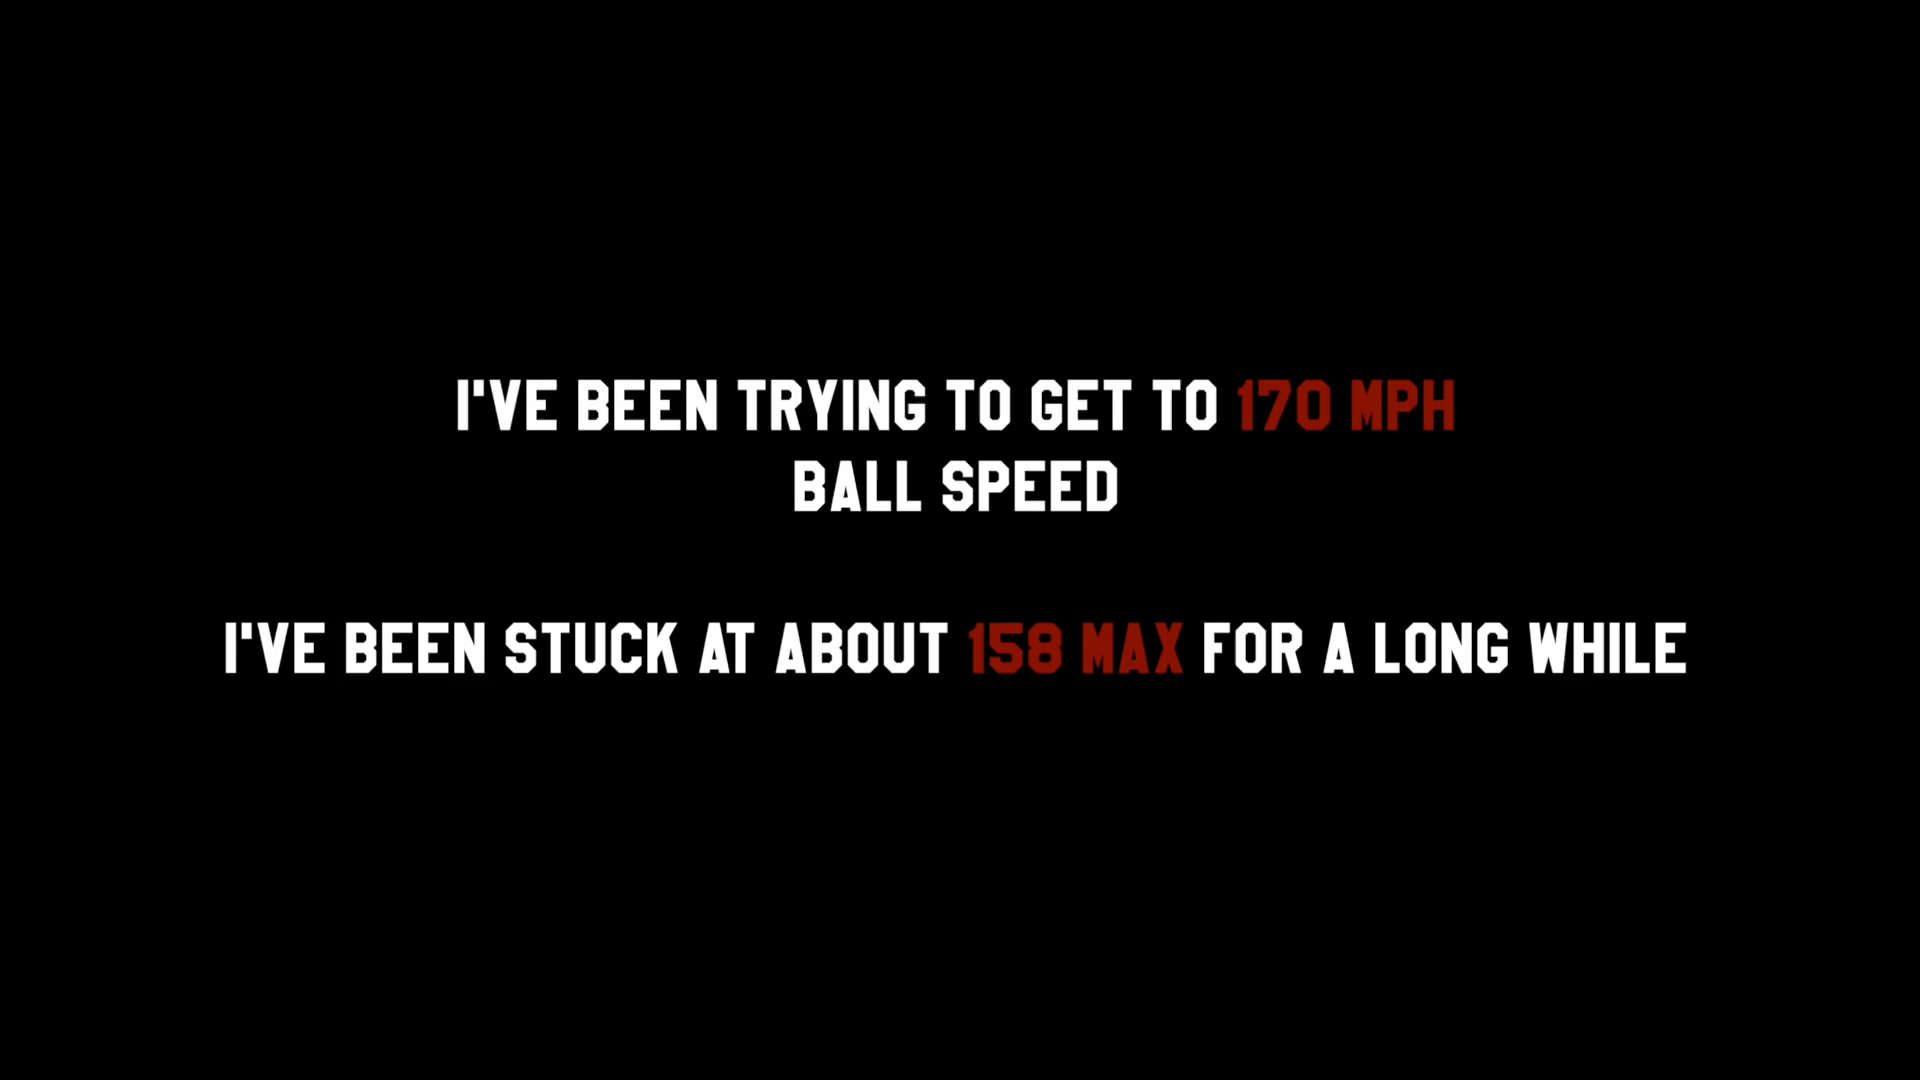 I'VE BEEN TRYING TO GET TO 170 MPH
BALL SPEED
I'VE BEEN STUCK AT ABOUT 158 MAX FOR A LONG WHILE